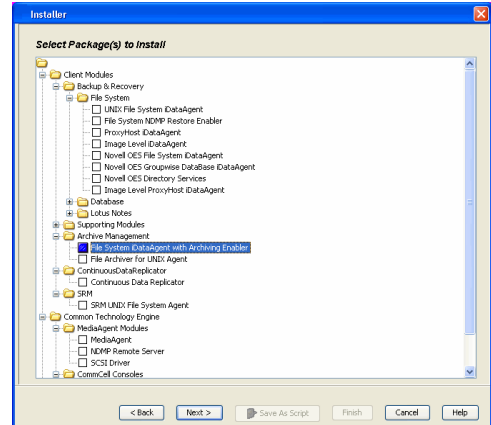 Installer
Select Package(s) to Install
Client Modules
Backup & Recovery
File System
UNIX File System iDataAgent
File System NDMP Restore Enabler
ProxyHost iDataAgent
Image Level iDataAgent
Novell OES File System iDataAgent
Novell OES Groupwise DataBase iDataAgent
Novell OES Directory Services
Image Level ProxyHost iDataAgent
Database
Lotus Notes
Supporting Modules
Archive Management
File System iDataAgent with Archiving Enabler
File Archiver for UNIX Agent
ContinuousDataReplicator
Continuous Data Replicator
SRM
SRM UNIX File System Agent
Common Technology Engine
MediaAgent Modules
MediaAgent
NDMP Remote Server
SCSI Driver
CommCell Consoles
< Back Next > Save As Script Finish Cancel Help